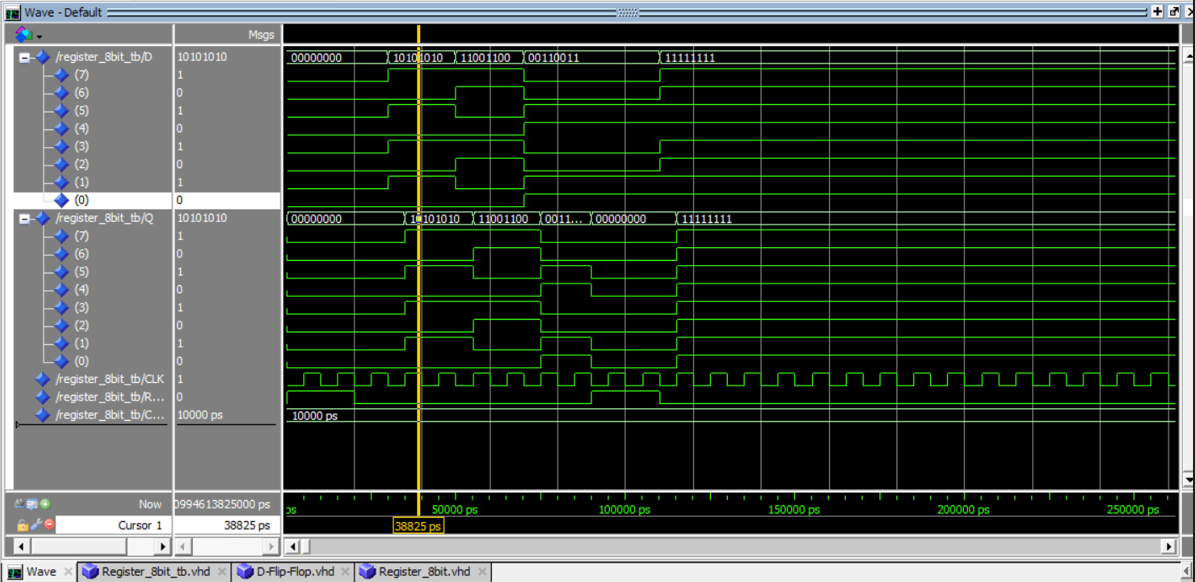 Wave - Default
Msgs
/register_8bit_tb/D 10101010 00000000 10101010 11001100 00110011 11111111
(7) 1
(6) 0
(5) 1
(4) 0
(3) 1
(2) 0
(1) 1
(0) 0
/register_8bit_tb/Q 10101010 00000000 10101010 11001100 0011... 00000000 11111111
(7) 1
(6) 0
(5) 1
(4) 0
(3) 1
(2) 0
(1) 1
(0) 0
/register_8bit_tb/CLK 1
/register_8bit_tb/R... 0
/register_8bit_tb/C... 10000 ps 10000 ps
Now 0994613825000 ps ps 50000 ps 100000 ps 150000 ps 200000 ps 250000 ps
Cursor 1 38825 ps 38825 ps
Wave Register_8bit_tb.vhd D-Flip-Flop.vhd Register_8bit.vhd